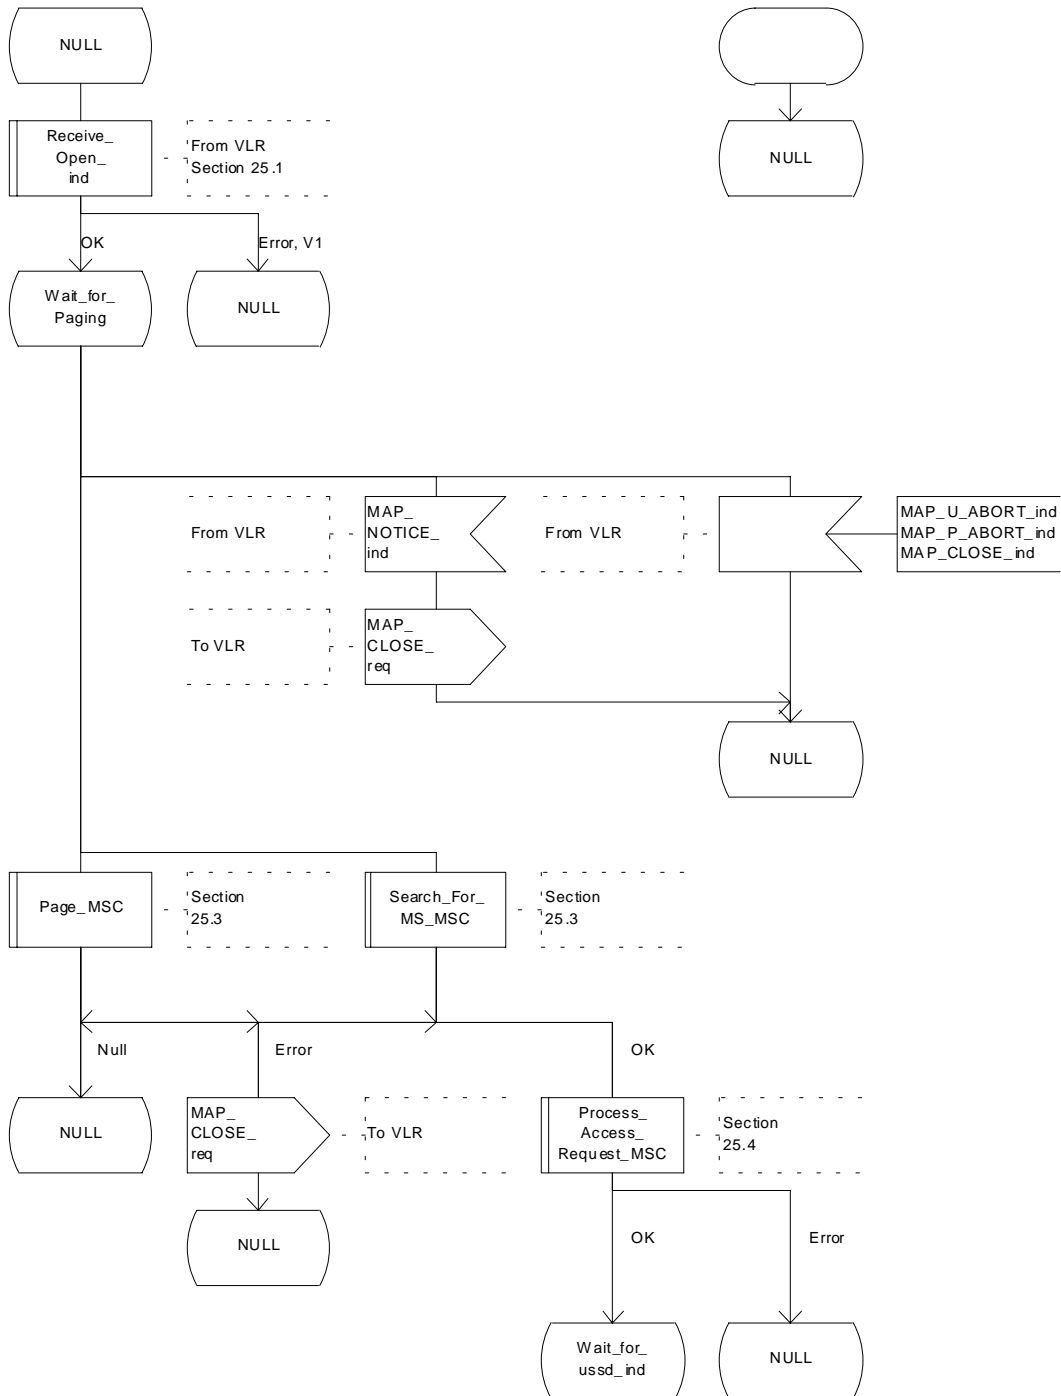 NULL
Receive_
Open_
ind
From VLR
Section 25.1
NULL
OK
Error, V1
Wait_for_
Paging
NULL
From VLR
MAP_
NOTICE_
ind
From VLR
MAP_U_ABORT_ind
MAP_P_ABORT_ind
MAP_CLOSE_ind
To VLR
MAP_
CLOSE_
req
NULL
Page_MSC
Section
25.3
Search_For_
MS_MSC
Section
25.3
Null
Error
OK
NULL
MAP_
CLOSE_
req
To VLR
Process_
Access_
Request_MSC
Section
25.4
NULL
OK
Error
Wait_for_
ussd_ind
NULL